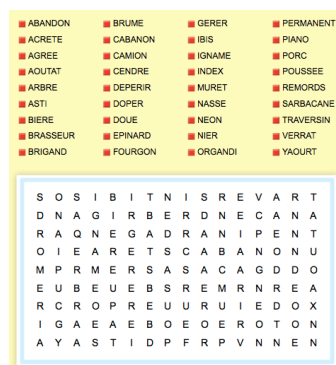 ABANDON BRUME GERER PERMANENT
ACRETE CABANON IBIS PIANO
AGREE CAMION IGNAME PORC
AOUTAT CENDRE INDEX POUSSEE
ARBRE DEPERIR MURET REMORDS
ASTI DOPER NASSE SARBACANE
BIERE DOUE NEON TRAVERSIN
BRASSEUR EPINARD NIER VERRAT
BRIGAND FOURGON ORGANDI YAOURT
S O S I B I T N I S R E V A R T
D N A G I R B E R D N E C A N A
R A Q N E G A D R A N I P E N T
O I E A R E T S C A B A N O N U
M P R M E R S A S A C A G D D O
E U B E U E B S R E M R N R E A
R C R O P R E U U R U I E D O X
I G A E A E B O E O E R O T O N
A Y A S T I D P F R P V N N E N